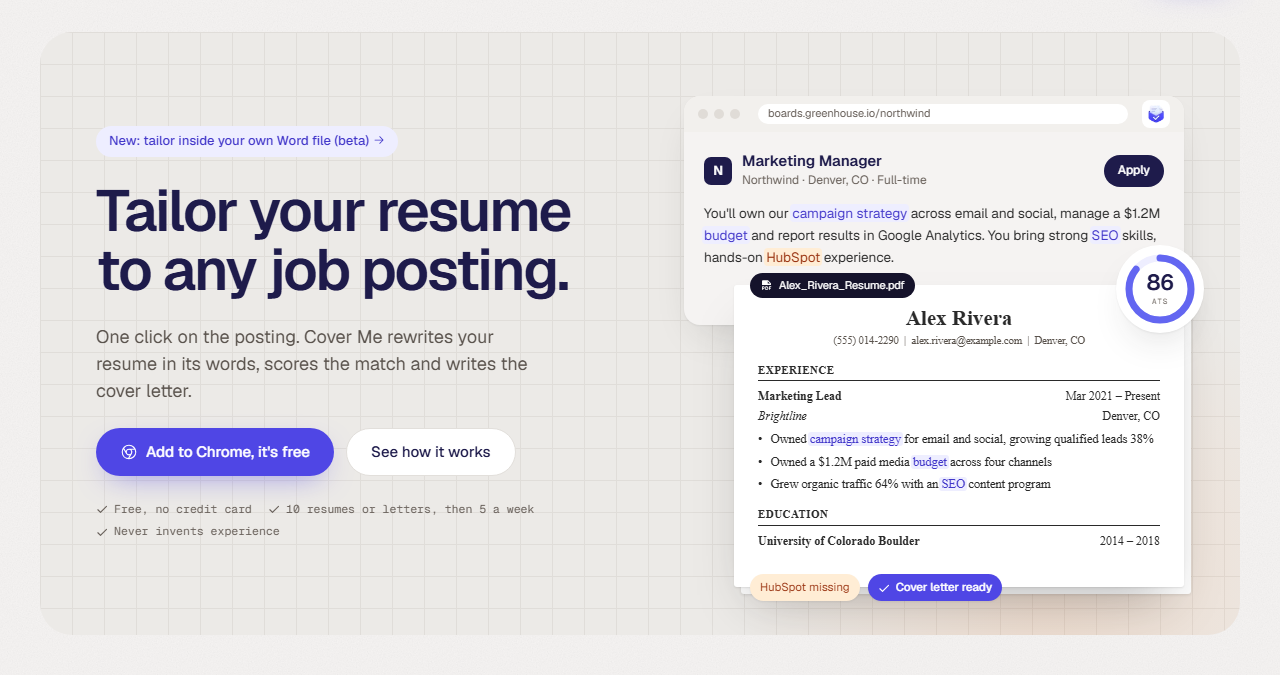 New: tailor inside your own Word file (beta) →
Tailor your resume
to any job posting.
One click on the posting. Cover Me rewrites your
resume in its words, scores the match and writes the
cover letter.
Add to Chrome, it's free
See how it works
Free, no credit card
10 resumes or letters, then 5 a week
Never invents experience
boards.greenhouse.io/northwind
N
Marketing Manager
Northwind · Denver, CO · Full-time
Apply
You'll own our campaign strategy across email and social, manage a $1.2M
budget and report results in Google Analytics. You bring strong SEO skills,
hands-on HubSpot experience.
PDF
Alex_Rivera_Resume.pdf
86
ATS
Alex Rivera
(555) 014-2290 | alex.rivera@example.com | Denver, CO
EXPERIENCE
Marketing Lead Mar 2021 – Present
Brightline Denver, CO
• Owned campaign strategy for email and social, growing qualified leads 38%
• Owned a $1.2M paid media budget across four channels
• Grew organic traffic 64% with an SEO content program
EDUCATION
University of Colorado Boulder 2014 – 2018
HubSpot missing
Cover letter ready